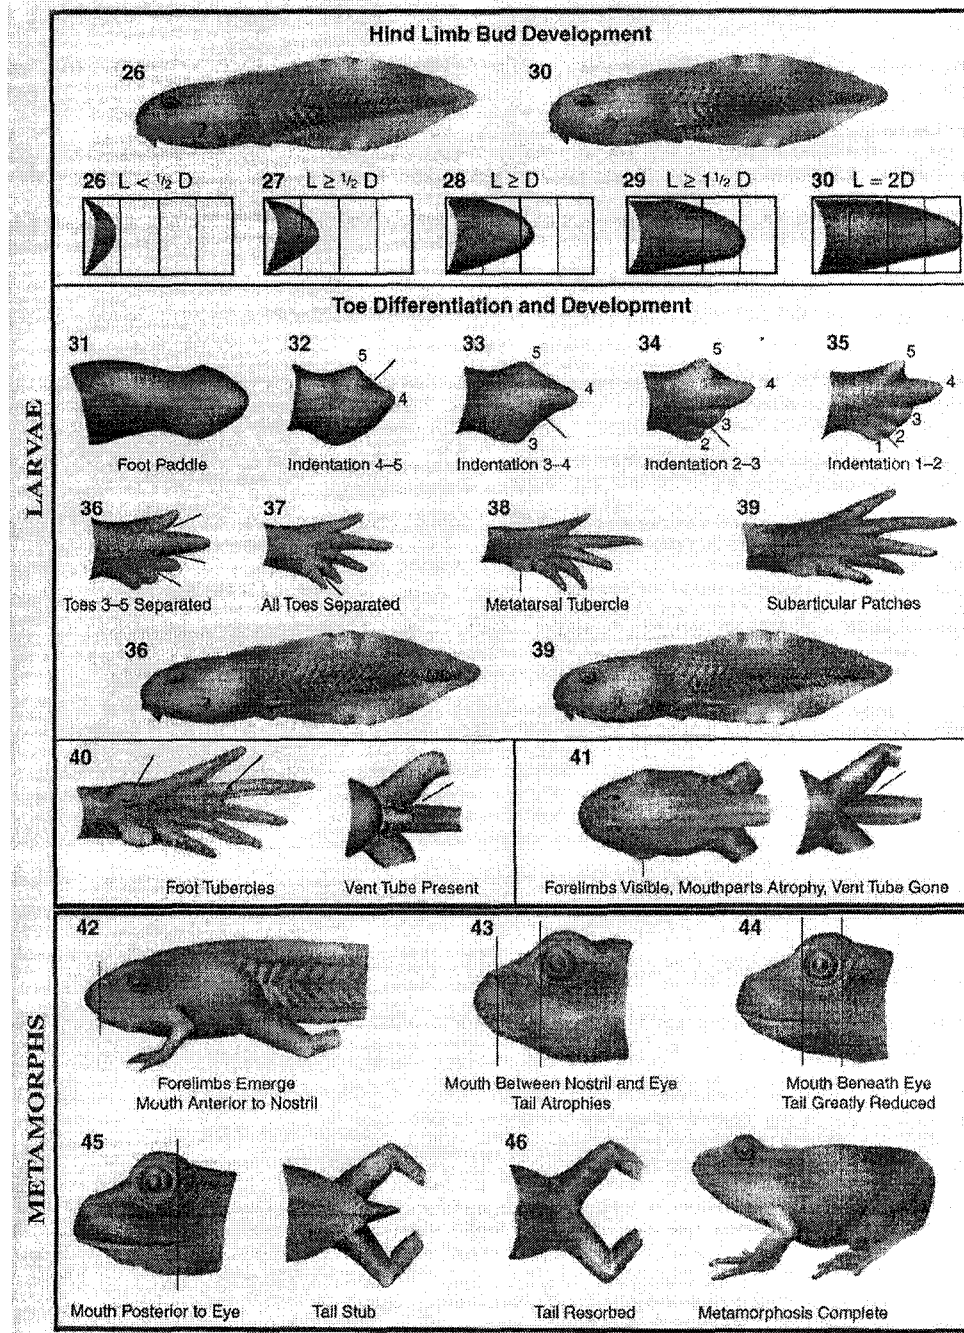 Hind Limb Bud Development
26
30
26 L < ½ D
27 L ≥ ½ D
28 L ≥ D
29 L ≥ 1½ D
30 L = 2D
Toe Differentiation and Development
31
32
5
4
33
5
4
3
34
5
4
3
2
35
5
4
3
2
1
Foot Paddle
Indentation 4–5
Indentation 3–4
Indentation 2–3
Indentation 1–2
LARVAE
36
37
38
39
Toes 3–5 Separated
All Toes Separated
Metatarsal Tubercle
Subarticular Patches
36
39
40
41
Foot Tubercles
Vent Tube Present
Forelimbs Visible, Mouthparts Atrophy, Vent Tube Gone
METAMORPHS
42
43
44
Forelimbs Emerge
Mouth Anterior to Nostril
Mouth Between Nostril and Eye
Tail Atrophies
Mouth Beneath Eye
Tail Greatly Reduced
45
46
Mouth Posterior to Eye
Tail Stub
Tail Resorbed
Metamorphosis Complete